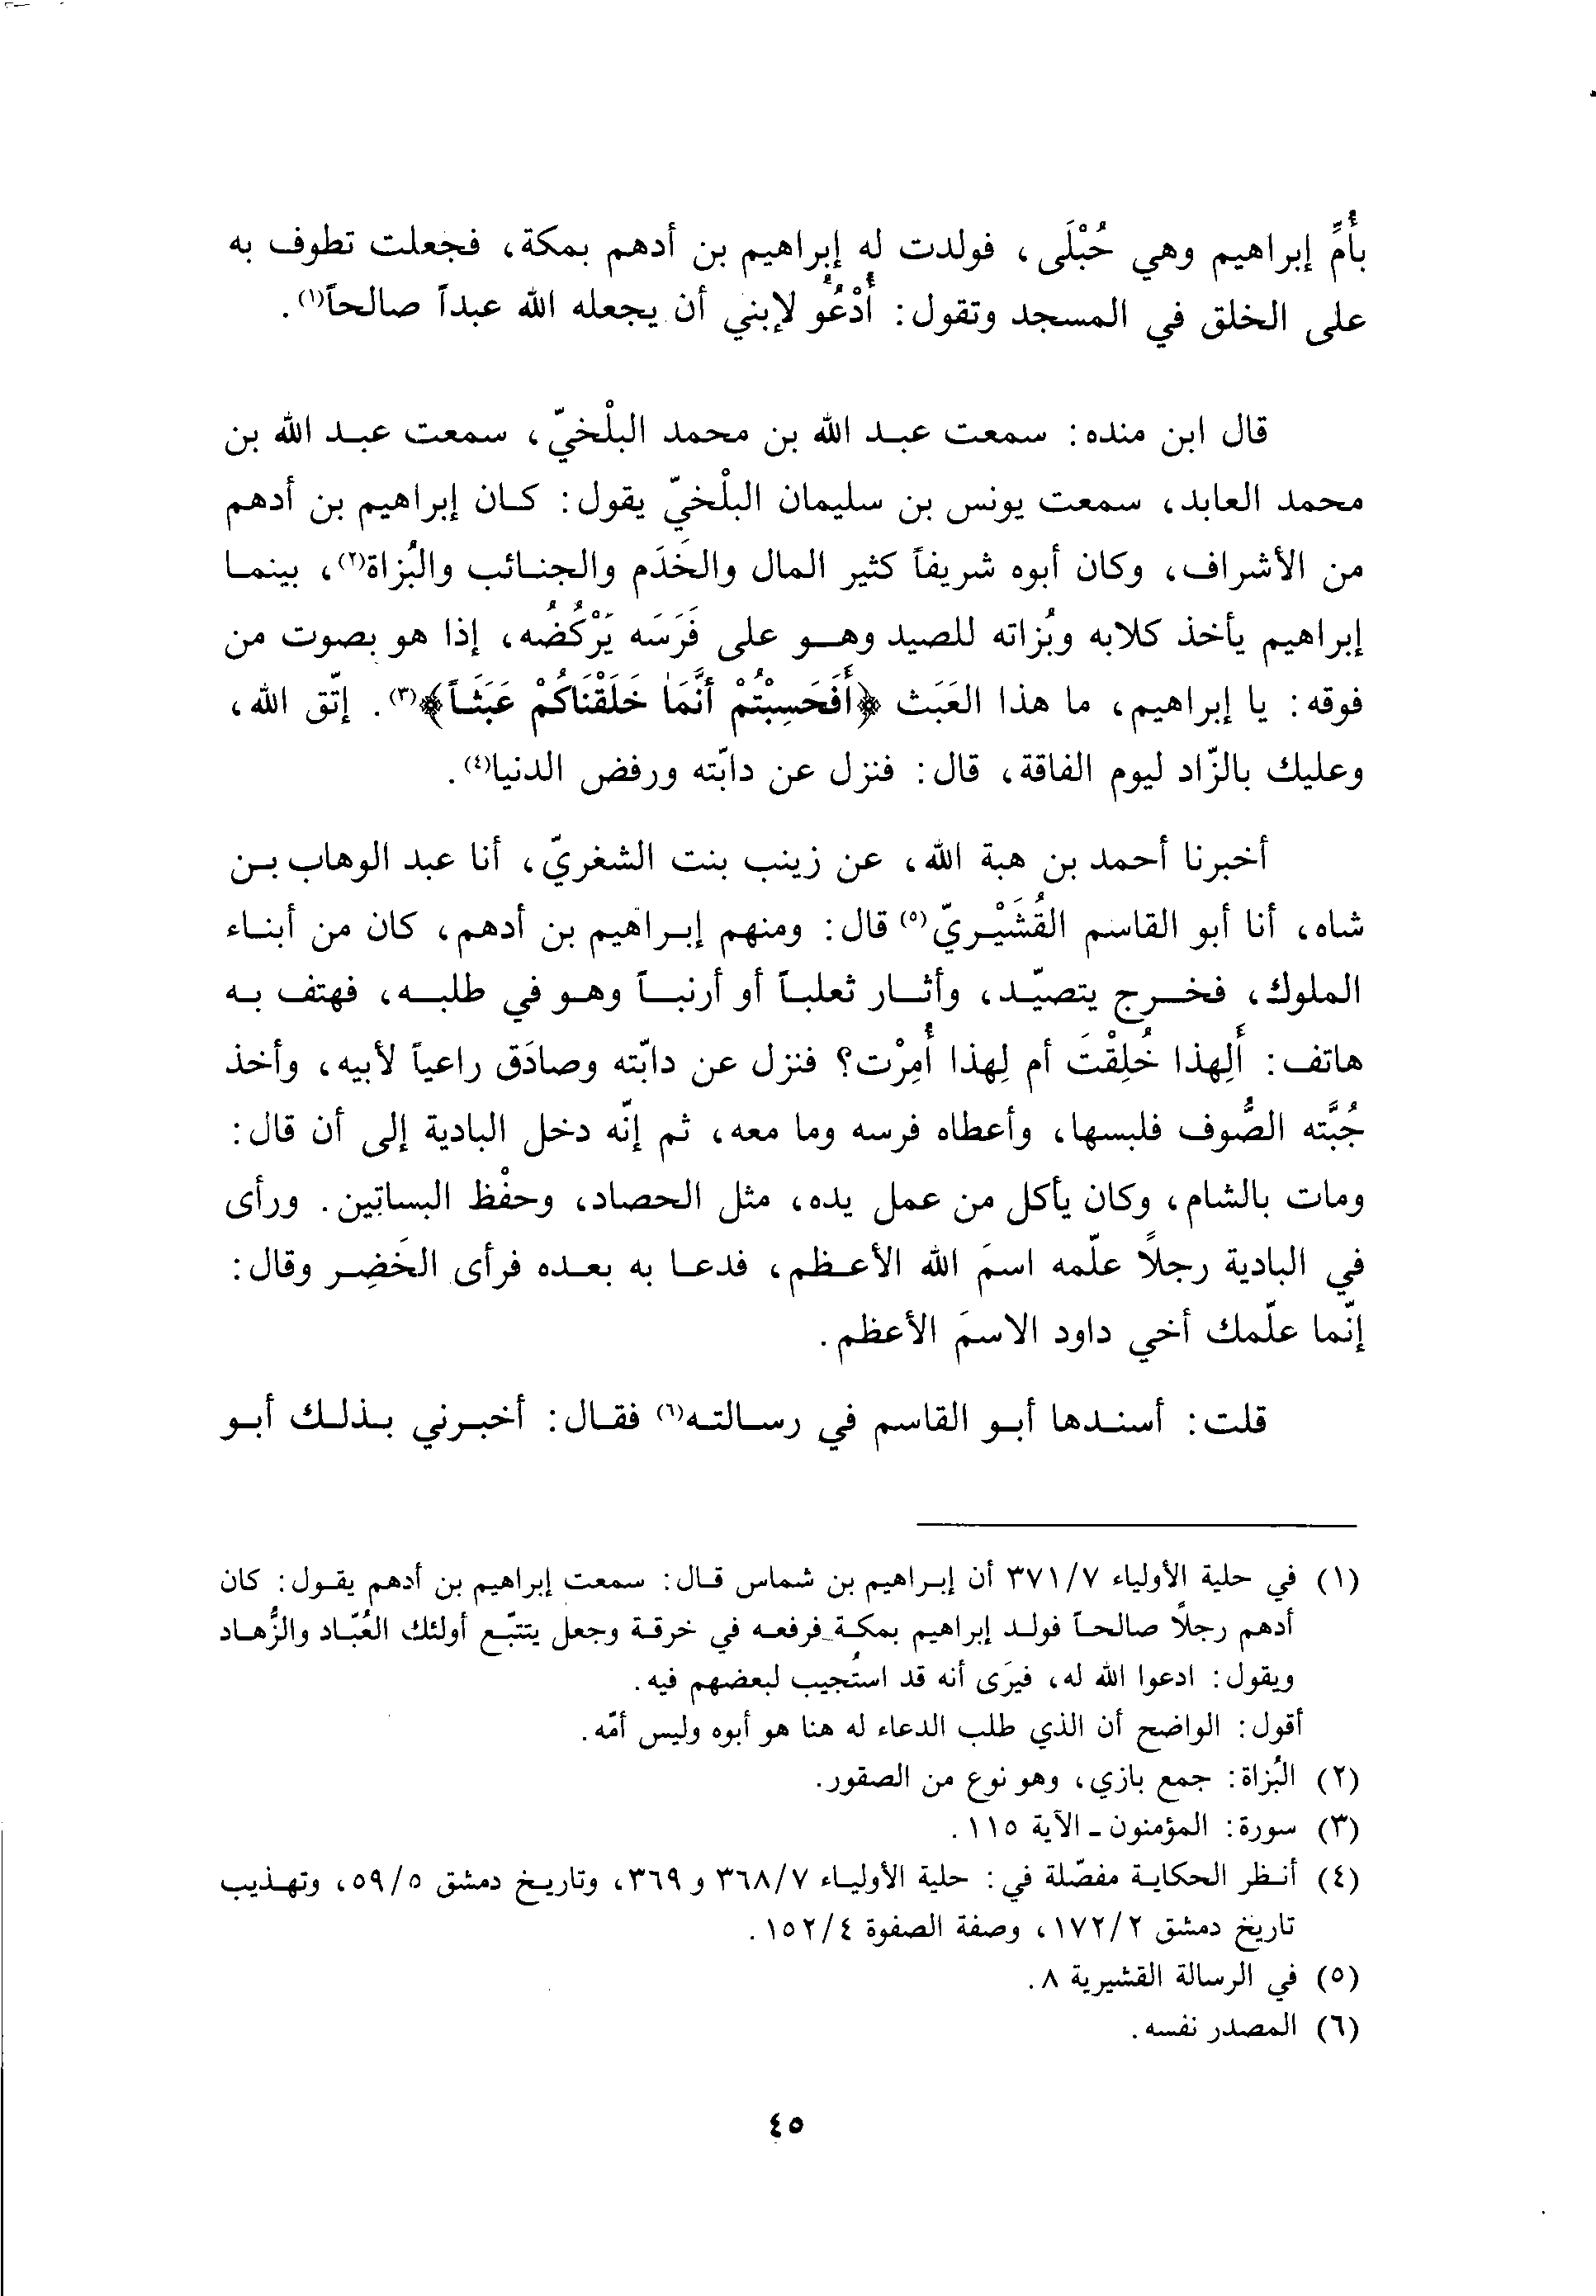 بأُمِّ إبراهيم وهي حُبْلَى، فولدت له إبراهيم بن أدهم بمكة، فجعلت تطوف به
على الخلق في المسجد وتقول: أُدْعُوُ لإبني أن يجعله الله عبداً صالحاً(١).
قال ابن منده: سمعت عبد الله بن محمد البلْخيّ، سمعت عبد الله بن
محمد العابد، سمعت يونس بن سليمان البلْخيّ يقول: كان إبراهيم بن أدهم
من الأشراف، وكان أبوه شريفاً كثير المال والخَدَم والجنائب والبُزاة(٢)، بينما
إبراهيم يأخذ كلابه وبُزاته للصيد وهو على فَرَسَه يَرْكُضُه، إذا هو بصوت من
فوقه: يا إبراهيم، ما هذا العَبَث ﴿أَفَحَسِبْتُمْ أَنَّمَا خَلَقْنَاكُمْ عَبَثَاً﴾(٣). إتّق الله،
وعليك بالزّاد ليوم الفاقة، قال: فنزل عن دابّته ورفض الدنيا(٤).
أخبرنا أحمد بن هبة الله، عن زينب بنت الشغريّ، أنا عبد الوهاب بن
شاه، أنا أبو القاسم القُشَيْريّ(٥) قال: ومنهم إبراهيم بن أدهم، كان من أبناء
الملوك، فخرج يتصيّد، وأثار ثعلباً أو أرنباً وهو في طلبه، فهتف به
هاتف: أَلِهذا خُلِقْتَ أم لِهذا أُمِرْت؟ فنزل عن دابّته وصادَق راعياً لأبيه، وأخذ
جُبَّته الصُّوف فلبسها، وأعطاه فرسه وما معه، ثم إنّه دخل البادية إلى أن قال:
ومات بالشام، وكان يأكل من عمل يده، مثل الحصاد، وحفْظ البساتين. ورأى
في البادية رجلاً علّمه اسمَ الله الأعظم، فدعا به بعده فرأى الخَضِر وقال:
إنّما علّمك أخي داود الاسمَ الأعظم.
قلت: أسندها أبو القاسم في رسالته(٦) فقال: أخبرني بذلك أبو
(١) في حلية الأولياء ٣٧١/٧ أن إبراهيم بن شماس قال: سمعت إبراهيم بن أدهم يقول: كان
أدهم رجلاً صالحاً فولد إبراهيم بمكة فرفعه في خرقة وجعل يتتبّع أولئك العُبّاد والزُّهاد
ويقول: ادعوا الله له، فيرَى أنه قد استُجيب لبعضهم فيه.
أقول: الواضح أن الذي طلب الدعاء له هنا هو أبوه وليس أمّه.
(٢) البُزاة: جمع بازي، وهو نوع من الصقور.
(٣) سورة: المؤمنون - الآية ١١٥.
(٤) أنظر الحكاية مفصّلة في: حلية الأولياء ٣٦٨/٧ و ٣٦٩، وتاريخ دمشق ٥٩/٥، وتهذيب
تاريخ دمشق ١٧٢/٢، وصفة الصفوة ١٥٢/٤.
(٥) في الرسالة القشيرية ٨.
(٦) المصدر نفسه.
٤٥